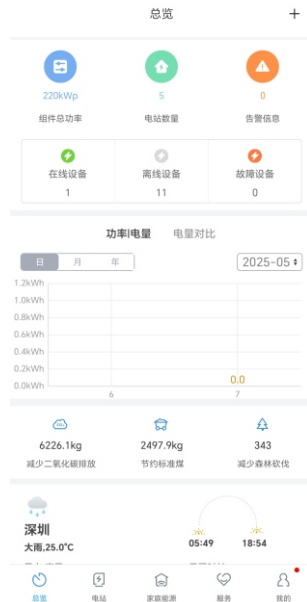 总览 +
220kWp 5 0
组件总功率 电站数量 告警信息
在线设备 离线设备 故障设备
1 11 0
功率|电量 电量对比
日 月 年 2025-05
1.2kWh
1.0kWh
0.8kWh
0.6kWh
0.4kWh
0.2kWh
0.0kWh 0.0
6 7
6226.1kg 2497.9kg 343
减少二氧化碳排放 节约标准煤 减少森林砍伐
深圳
大雨,25.0°C 05:49 18:54
总览 电站 家庭能源 服务 我的